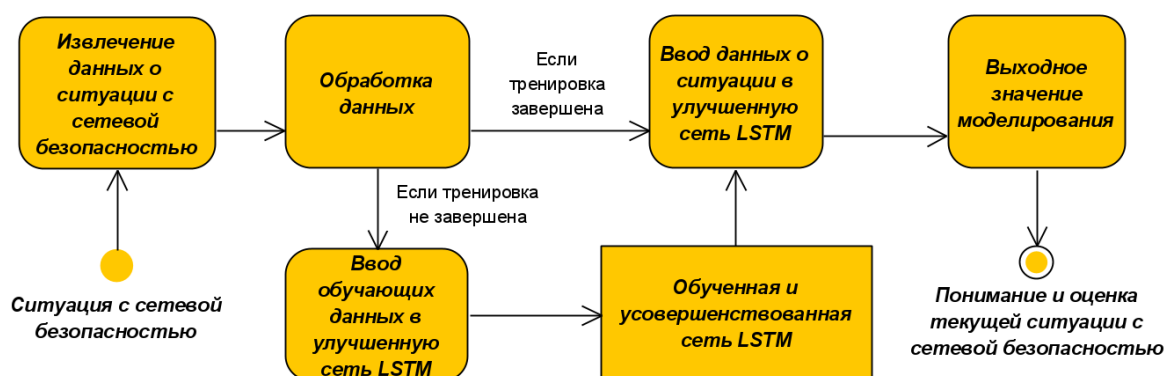 Извлечение
данных о
ситуации с
сетевой
безопасностью
Обработка
данных
Если
тренировка
завершена
Ввод данных о
ситуации в
улучшенную
сеть LSTM
Выходное
значение
моделирования
Если тренировка
не завершена
Ситуация с сетевой
безопасностью
Ввод
обучающих
данных в
улучшенную
сеть LSTM
Обученная и
усовершенствованная
сеть LSTM
Понимание и оценка
текущей ситуации с
сетевой безопасностью